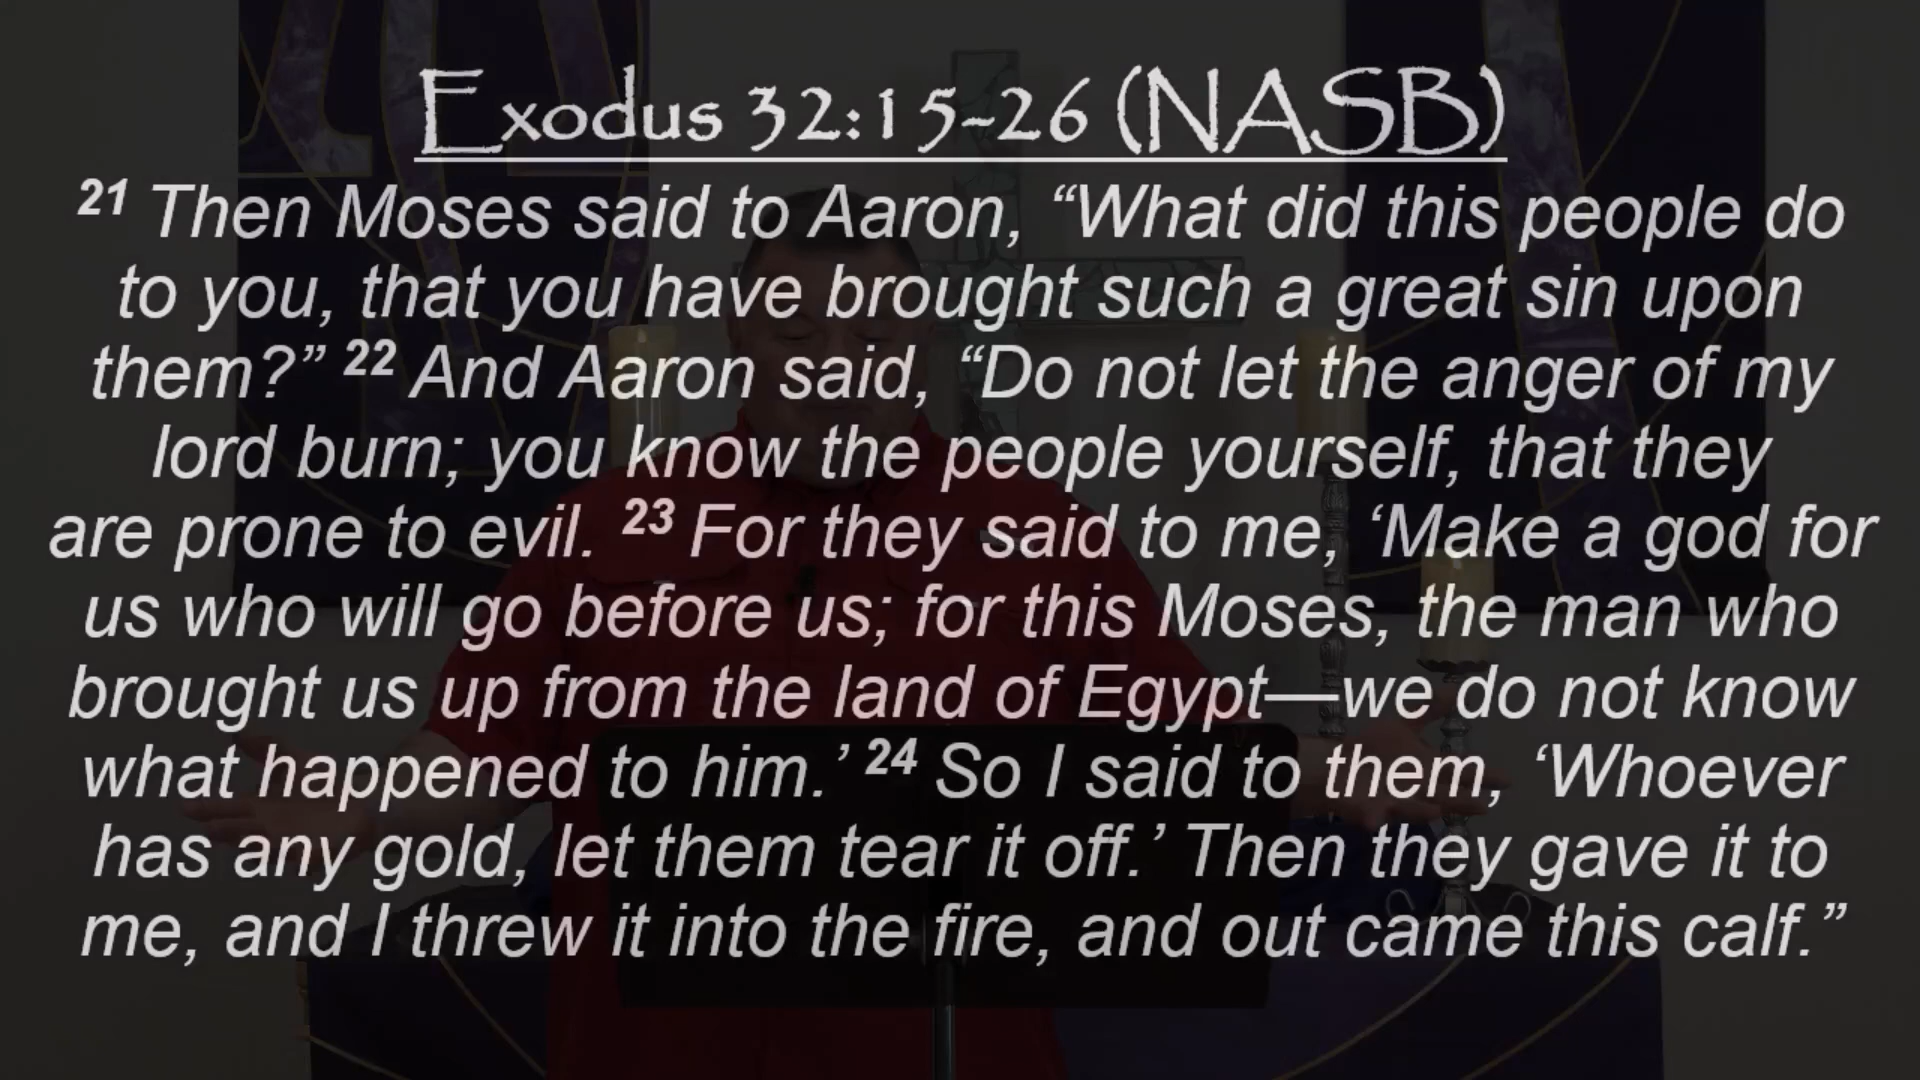 Exodus 32:15-26 (NASB)
21 Then Moses said to Aaron, “What did this people do
to you, that you have brought such a great sin upon
them?” 22 And Aaron said, “Do not let the anger of my
lord burn; you know the people yourself, that they
are prone to evil. 23 For they said to me, ‘Make a god for
us who will go before us; for this Moses, the man who
brought us up from the land of Egypt—we do not know
what happened to him.’ 24 So I said to them, ‘Whoever
has any gold, let them tear it off.’ Then they gave it to
me, and I threw it into the fire, and out came this calf.”